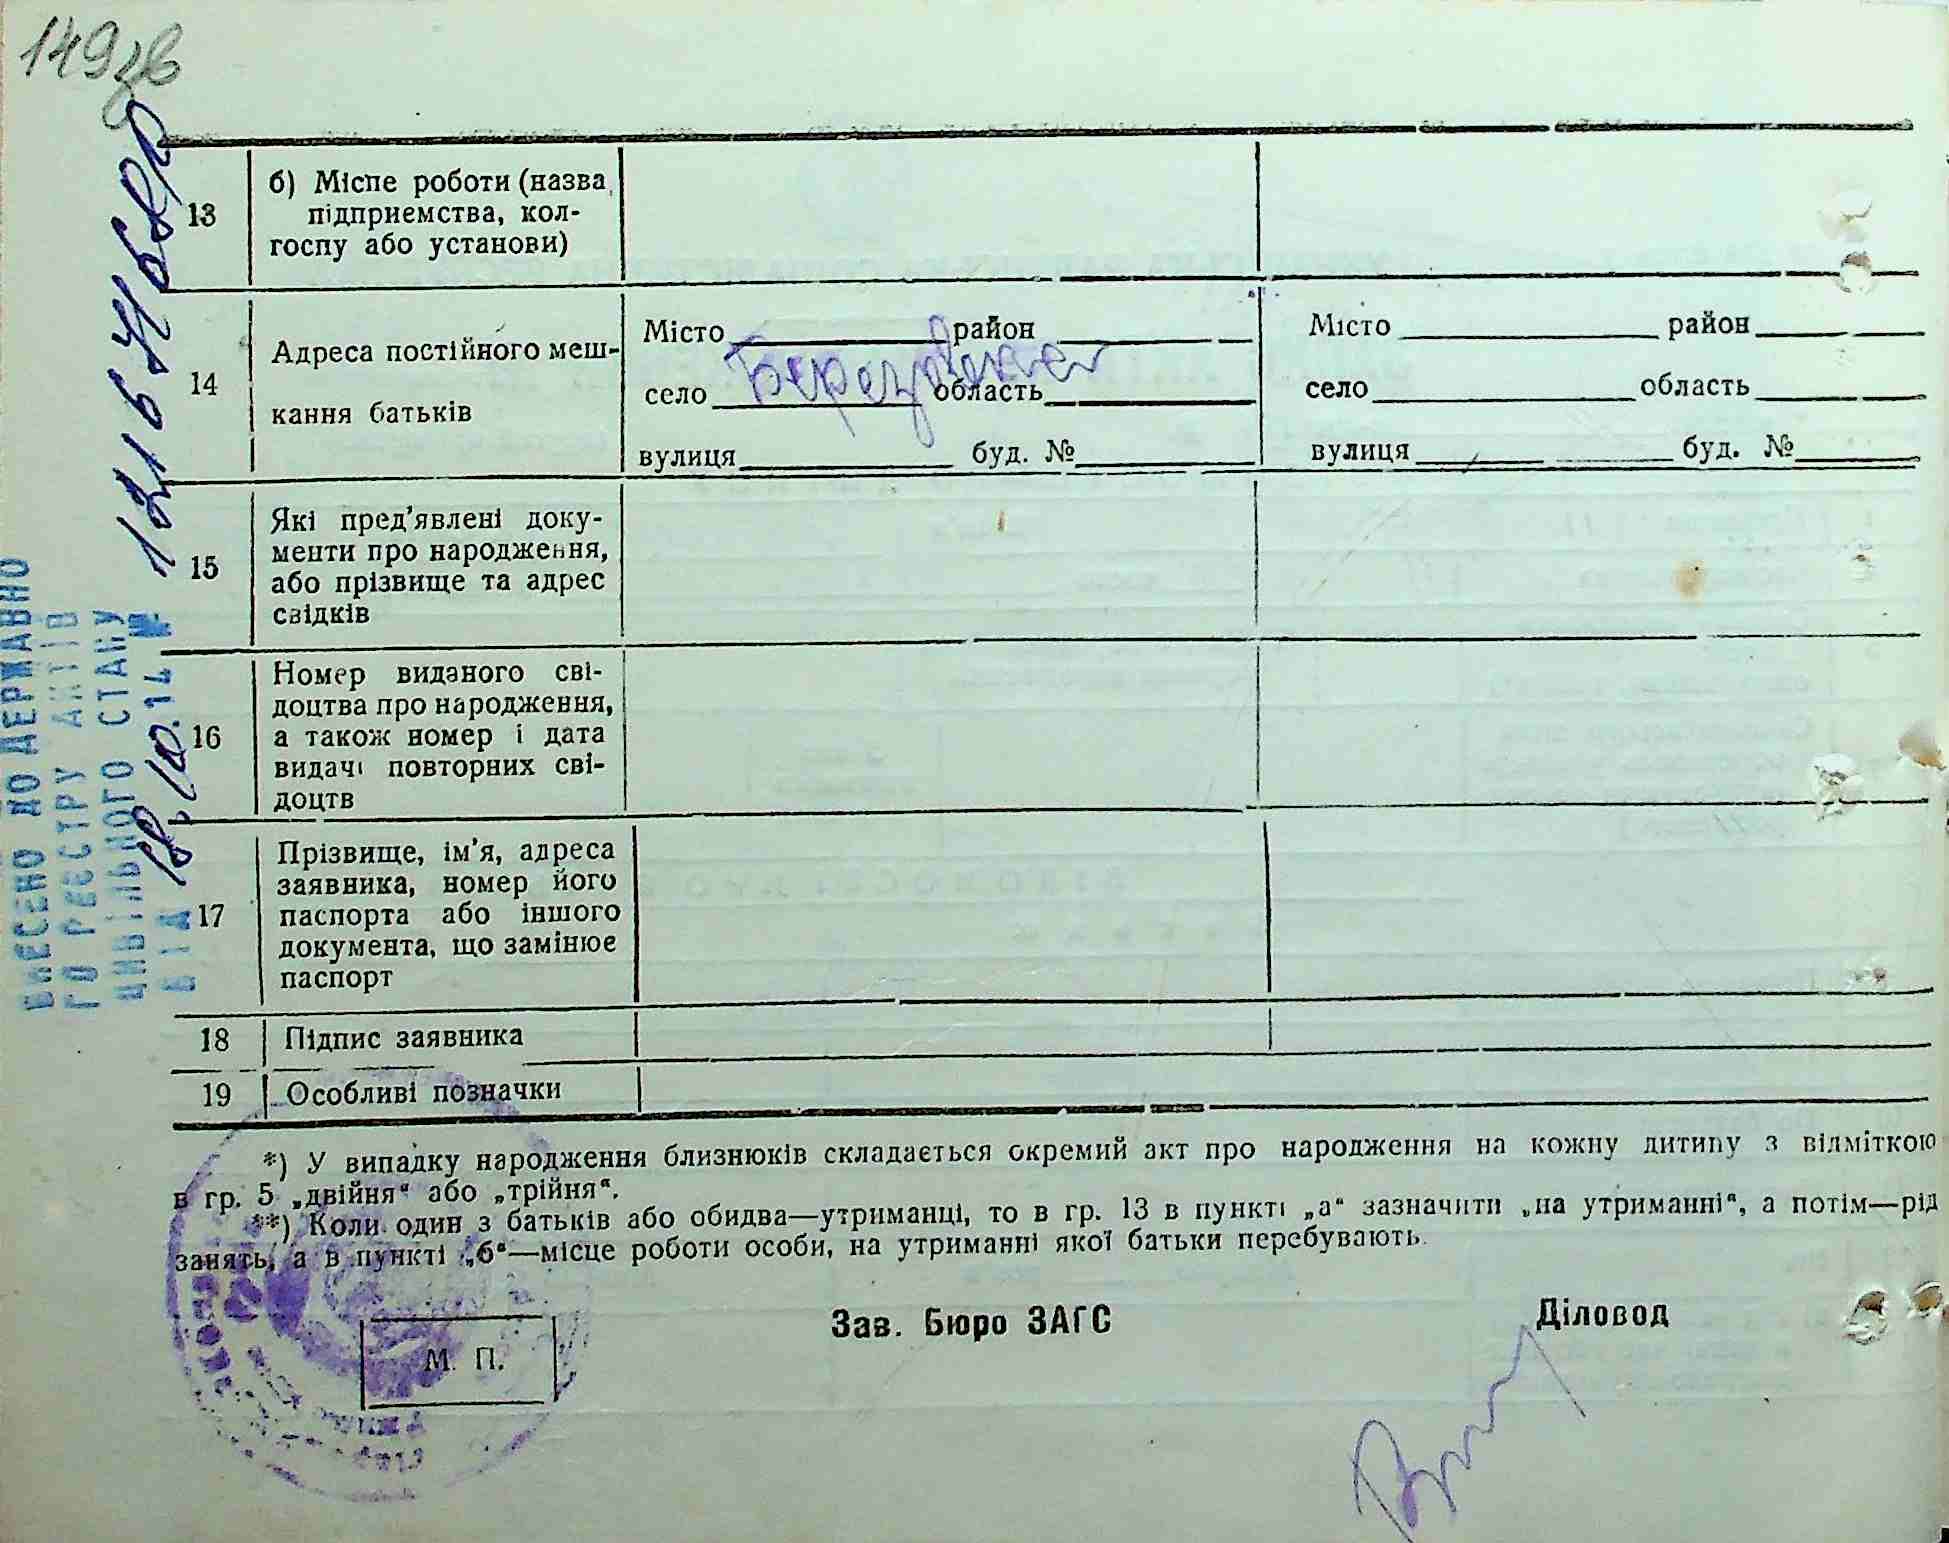 149зв
13
б) Місце роботи (назва
підприемства, кол-
госпу або установи)
14
Адреса постійного меш-
кання батьків
Місто район
село область
вулиця буд. №
Місто район
село область
вулиця буд. №
15
Які пред’явлені доку-
менти про народження,
або прізвище та адрес
свідків
16
Номер виданого сві-
доцтва про народження,
а також номер і дата
видачі повторних сві-
доцтв
17
Прізвище, ім’я, адреса
заявника, номер його
паспорта або іншого
документа, що замінює
паспорт
18 Підпис заявника
19 Особливі позначки
*) У випадку народження близнюків складається окремий акт про народження на кожну дитину з відміткою
в гр. 5 „двійня“ або „трійня“.
**) Коли один з батьків або обидва—утриманці, то в гр. 13 в пункті „а“ зазначити „на утриманні“, а потім—рід
занять, а в пункті „б“—місце роботи особи, на утриманні якої батьки перебувають.
Зав. Бюро ЗАГС
Діловод
М. П.
ВНЕСЕНО ДО ДЕРЖАВНО
ГО РЕЄСТРУ АКТІВ
ЦИВІЛЬНОГО СТАНУ
ВІД 18.10.14 №